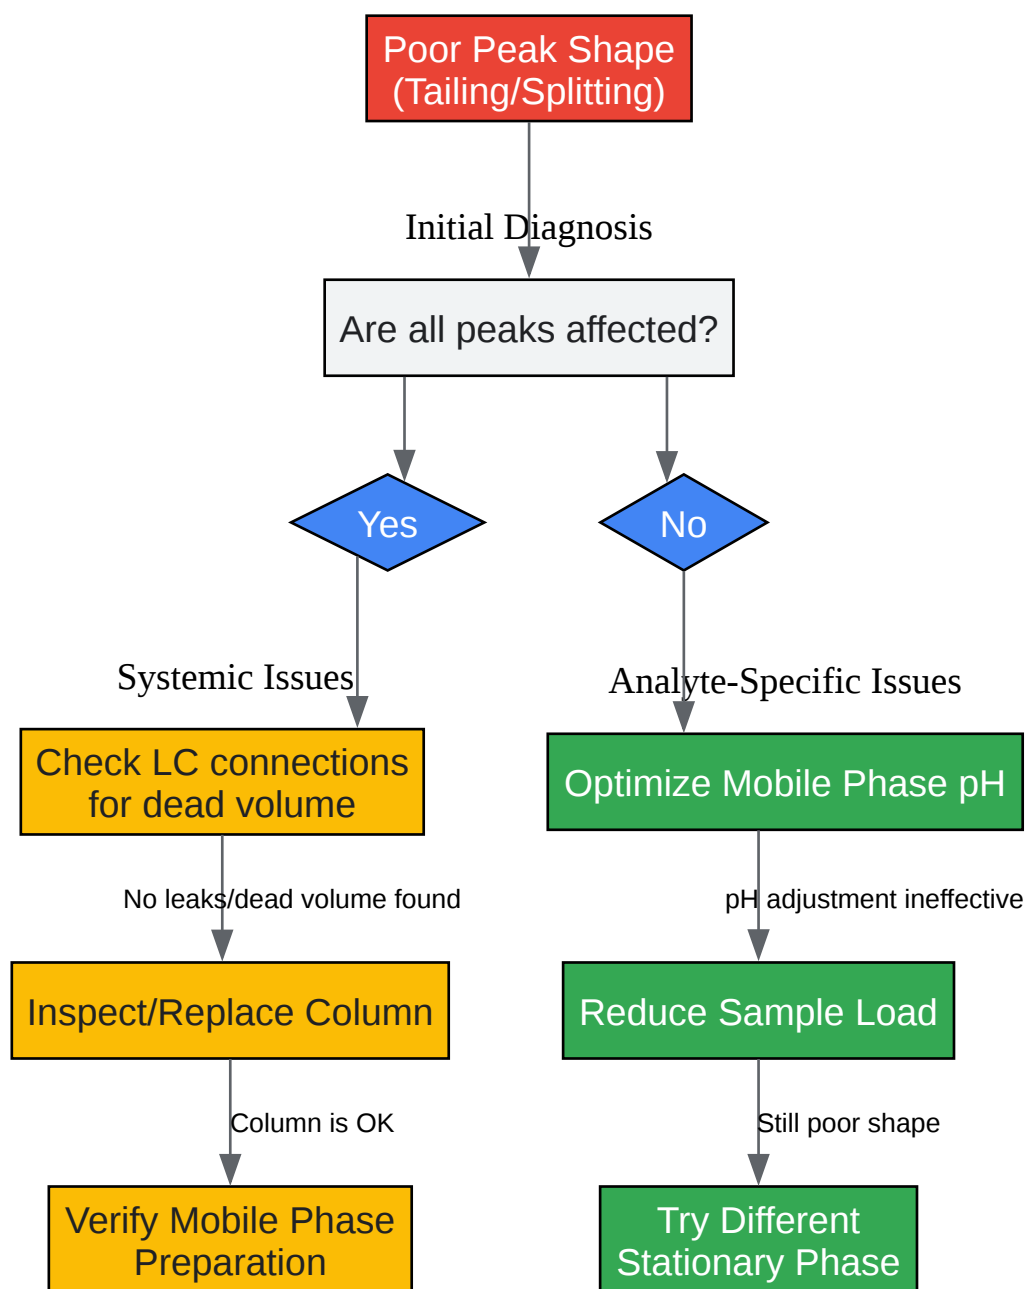 Poor Peak Shape
(Tailing/Splitting)
Initial Diagnosis
Are all peaks affected?
Yes
No
Systemic Issues
Analyte-Specific Issues
Check LC connections
for dead volume
Optimize Mobile Phase pH
No leaks/dead volume found
pH adjustment ineffective
Inspect/Replace Column
Reduce Sample Load
Column is OK
Still poor shape
Verify Mobile Phase
Preparation
Try Different
Stationary Phase